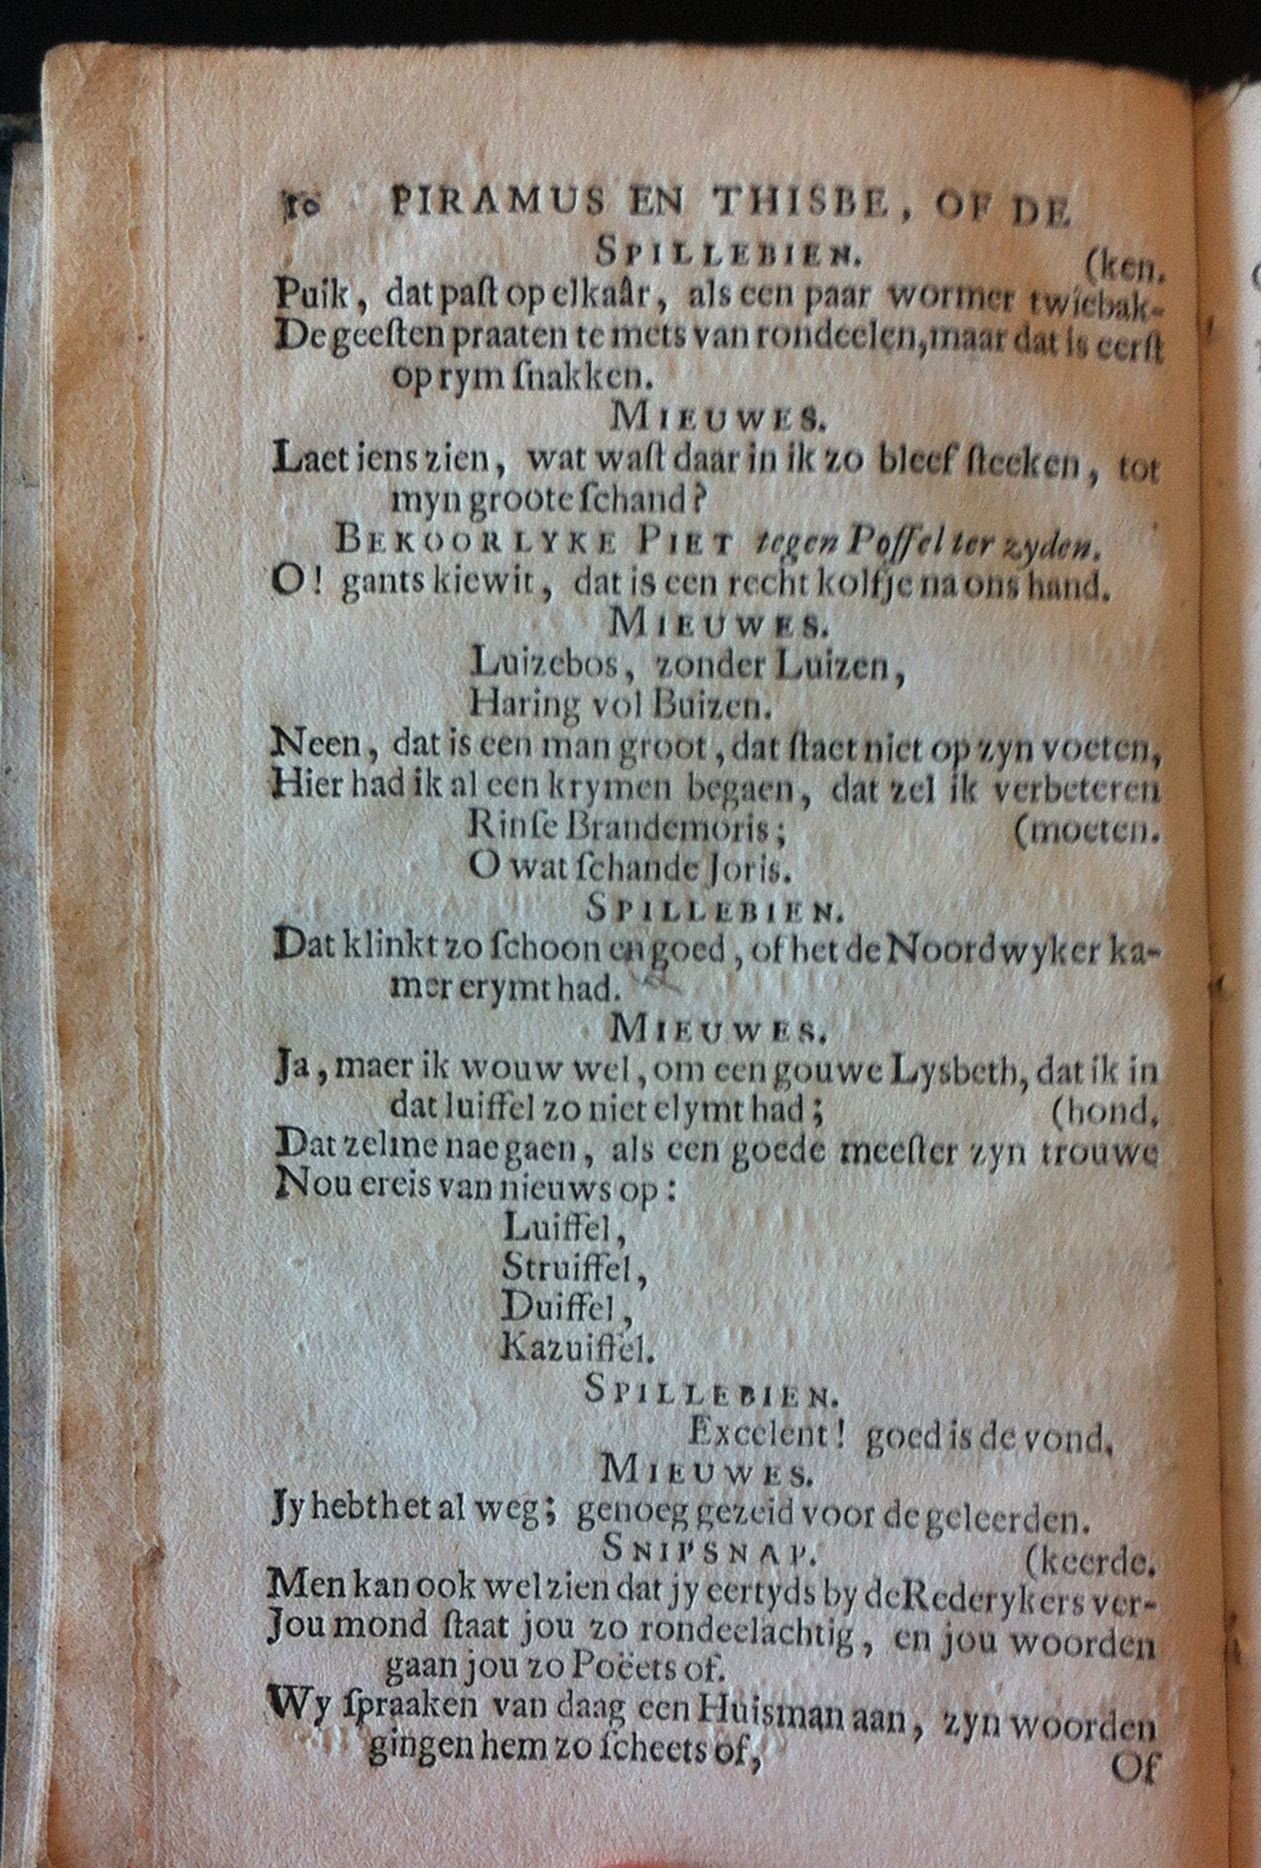 10 PIRAMUS EN THISBE, OF DE
SPILLEBIEN. (ken.
Puik, dat paſt op elkaâr, als een paar wormer twiebak-
De geeſten praaten te mets van rondeelen, maar dat is eerſt
op rym ſnakken.
MIEUWES.
Laet iens zien, wat waſt daar in ik zo bleef ſteeken, tot
myn groote ſchand?
BEKOORLYKE PIET tegen Poſſel ter zyden.
O! gants kiewit, dat is een recht kolfje na ons hand.
MIEUWES.
Luizebos, zonder Luizen,
Haring vol Buizen.
Neen, dat is een man groot, dat ſtaet niet op zyn voeten,
Hier had ik al een krymen begaen, dat zel ik verbeteren
Rinſe Brandemoris; (moeten.
O wat ſchande Joris.
SPILLEBIEN.
Dat klinkt zo ſchoon en goed, of het de Noordwyker ka-
mer erymt had.
MIEUWES.
Ja, maer ik wouw wel, om een gouwe Lysbeth, dat ik in
dat luiffel zo niet elymt had; (hond.
Dat zelme nae gaen, als een goede meeſter zyn trouwe
Nou ereis van nieuws op:
Luiffel,
Struiffel,
Duiffel,
Kazuiffel.
SPILLEBIEN.
Excelent! goed is de vond.
MIEUWES.
Jy hebt het al weg; genoeg gezeid voor de geleerden.
SNIPSNAP. (keerde.
Men kan ook wel zien dat jy eertyds by de Rederykers ver-
Jou mond ſtaat jou zo rondeelachtig, en jou woorden
gaan jou zo Poëets of.
Wy ſpraaken van daag een Huisman aan, zyn woorden
gingen hem zo ſcheets of,
Of